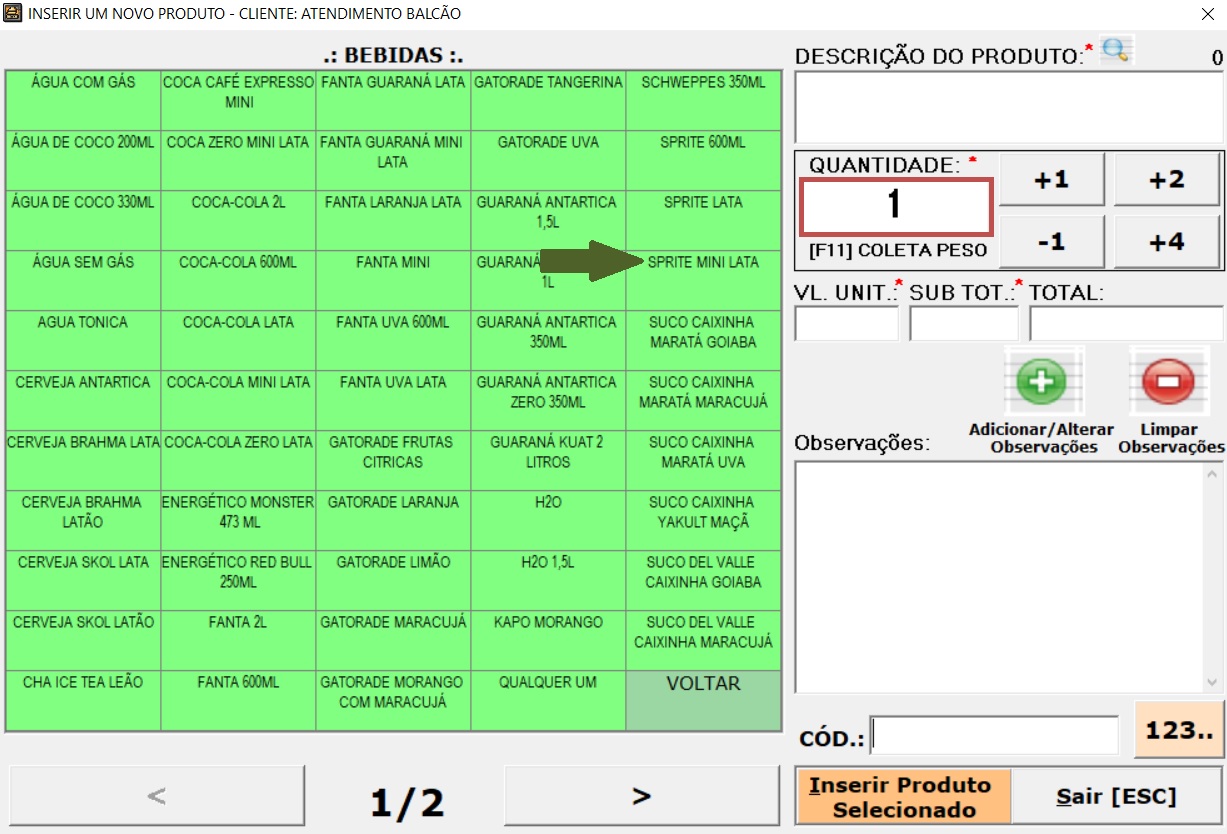 INSERIR UM NOVO PRODUTO - CLIENTE: ATENDIMENTO BALCÃO
.: BEBIDAS :.
ÁGUA COM GÁS
COCA CAFÉ EXPRESSO
MINI
FANTA GUARANÁ LATA
GATORADE TANGERINA
SCHWEPPES 350ML
ÁGUA DE COCO 200ML
COCA ZERO MINI LATA
FANTA GUARANÁ MINI
LATA
GATORADE UVA
SPRITE 600ML
ÁGUA DE COCO 330ML
COCA-COLA 2L
FANTA LARANJA LATA
GUARANÁ ANTARTICA
1,5L
SPRITE LATA
ÁGUA SEM GÁS
COCA-COLA 600ML
FANTA MINI
GUARANÁ
1L
SPRITE MINI LATA
AGUA TONICA
COCA-COLA LATA
FANTA UVA 600ML
GUARANÁ ANTARTICA
350ML
SUCO CAIXINHA
MARATÁ GOIABA
CERVEJA ANTARTICA
COCA-COLA MINI LATA
FANTA UVA LATA
GUARANÁ ANTARTICA
ZERO 350ML
SUCO CAIXINHA
MARATÁ MARACUJÁ
CERVEJA BRAHMA LATA
COCA-COLA ZERO LATA
GATORADE FRUTAS
CITRICAS
GUARANÁ KUAT 2
LITROS
SUCO CAIXINHA
MARATÁ UVA
CERVEJA BRAHMA
LATÃO
ENERGÉTICO MONSTER
473 ML
GATORADE LARANJA
H2O
SUCO CAIXINHA
YAKULT MAÇÃ
CERVEJA SKOL LATA
ENERGÉTICO RED BULL
250ML
GATORADE LIMÃO
H2O 1,5L
SUCO DEL VALLE
CAIXINHA GOIABA
CERVEJA SKOL LATÃO
FANTA 2L
GATORADE MARACUJÁ
KAPO MORANGO
SUCO DEL VALLE
CAIXINHA MARACUJÁ
CHA ICE TEA LEÃO
FANTA 600ML
GATORADE MORANGO
COM MARACUJÁ
QUALQUER UM
VOLTAR
<
1/2
>
DESCRIÇÃO DO PRODUTO:*
0
QUANTIDADE: *
1
[F11] COLETA PESO
+1
+2
-1
+4
VL. UNIT.:* SUB TOT.:* TOTAL:
Adicionar/Alterar
Observações
Limpar
Observações
Observações:
CÓD.:
123..
Inserir Produto
Selecionado
Sair [ESC]